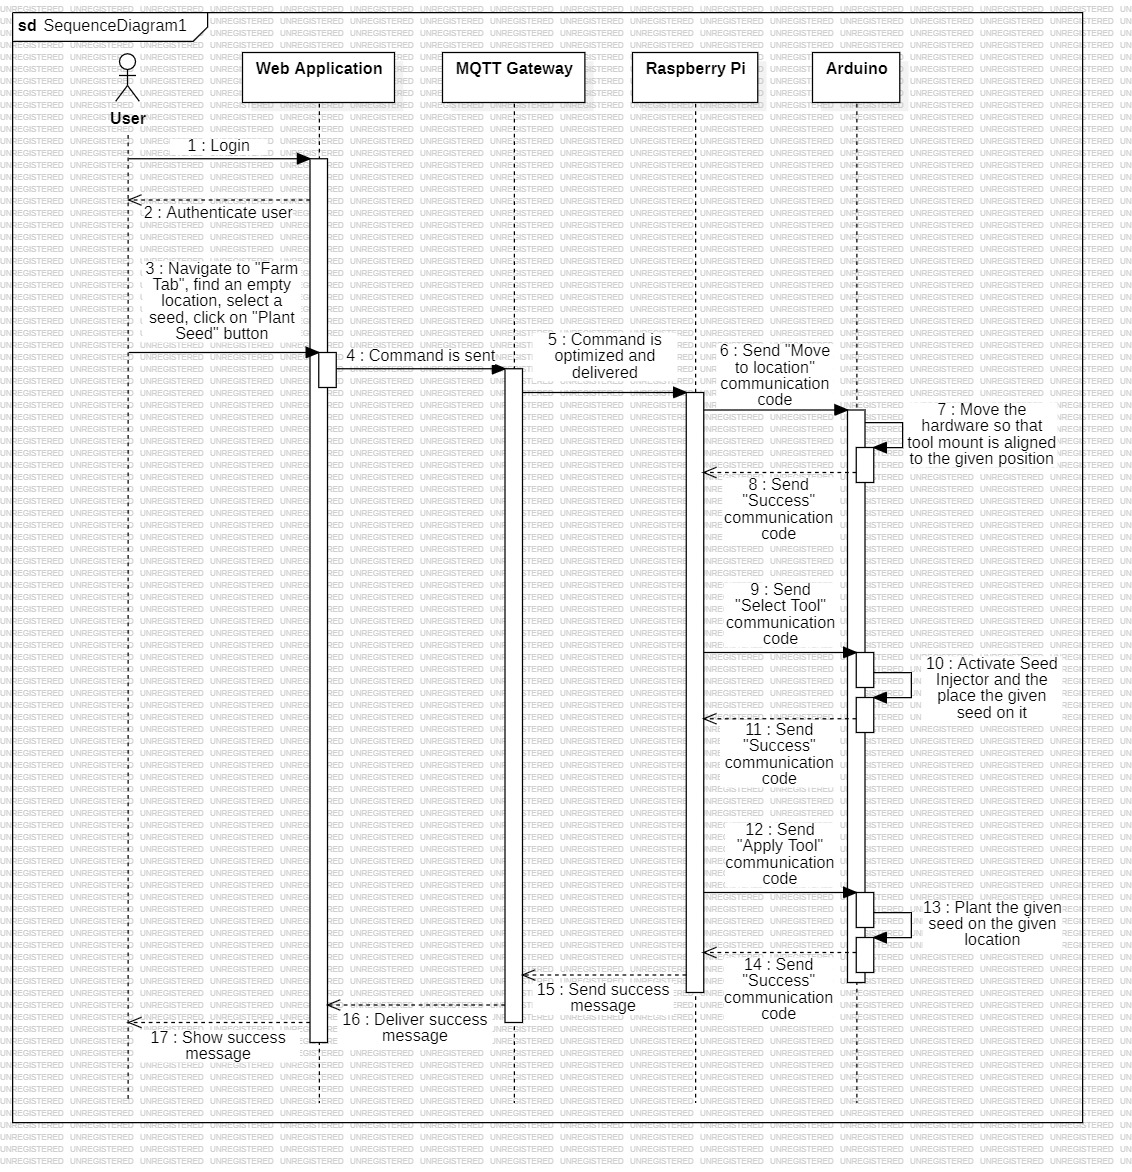 sd SequenceDiagram1
User
Web Application
MQTT Gateway
Raspberry Pi
Arduino
1 : Login
2 : Authenticate user
3 : Navigate to "Farm
Tab", find an empty
location, select a
seed, click on "Plant
Seed" button
4 : Command is sent
5 : Command is
optimized and
delivered
6 : Send "Move
to location"
communication
code
7 : Move the
hardware so that
tool mount is aligned
to the given position
8 : Send
"Success"
communication
code
9 : Send
"Select Tool"
communication
code
10 : Activate Seed
Injector and the
place the given
seed on it
11 : Send
"Success"
communication
code
12 : Send
"Apply Tool"
communication
code
13 : Plant the given
seed on the given
location
14 : Send
"Success"
communication
code
15 : Send success
message
16 : Deliver success
message
17 : Show success
message
UNREGISTERED